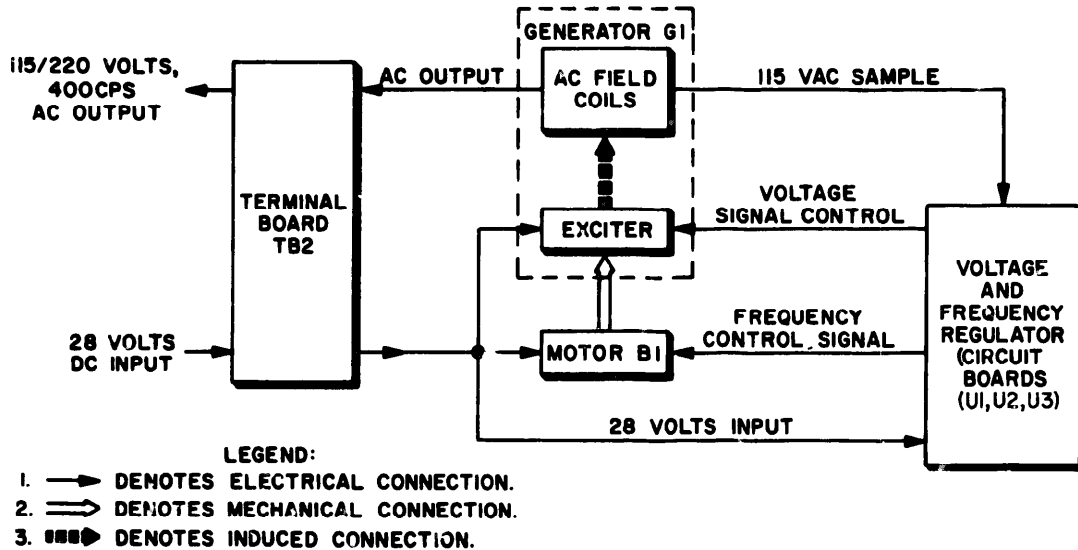 GENERATOR G1
115/220 VOLTS,
400CPS
AC OUTPUT
AC OUTPUT
AC FIELD
COILS
115 VAC SAMPLE
TERMINAL
BOARD
TB2
EXCITER
VOLTAGE
SIGNAL CONTROL
VOLTAGE
AND
FREQUENCY
REGULATOR
(CIRCUIT
BOARDS
(U1,U2,U3)
28 VOLTS
DC INPUT
MOTOR B1
FREQUENCY
CONTROL SIGNAL
28 VOLTS INPUT
LEGEND:
1. DENOTES ELECTRICAL CONNECTION.
2. DENOTES MECHANICAL CONNECTION.
3. DENOTES INDUCED CONNECTION.